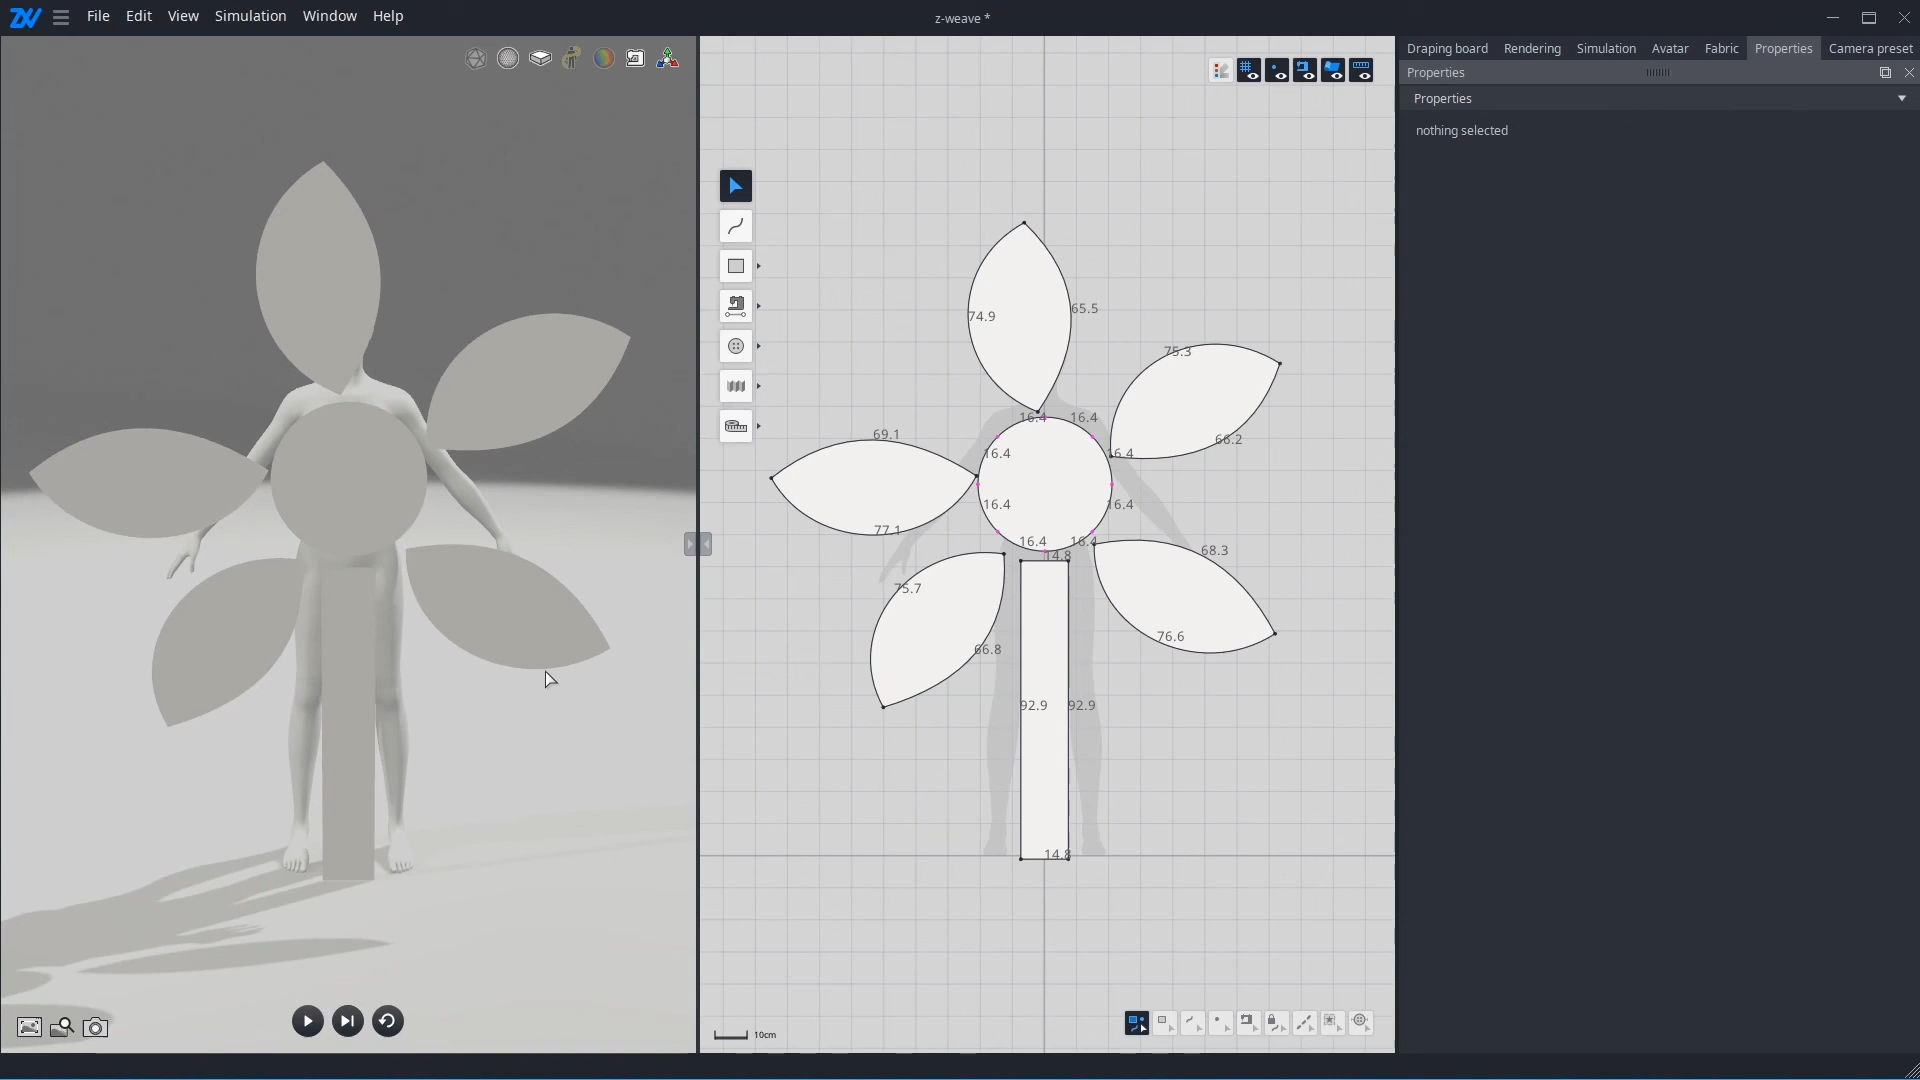 File Edit View Simulation Window Help
z-weave *
Draping board Rendering Simulation Avatar Fabric Properties Camera preset
Properties
Properties
nothing selected
74.9 65.5
75.3
66.2
69.1
77.1
16.4 16.4
16.4 16.4
16.4 16.4
16.4 16.4
14.8
68.3
76.6
75.7
66.8
92.9 92.9
14.8
10cm